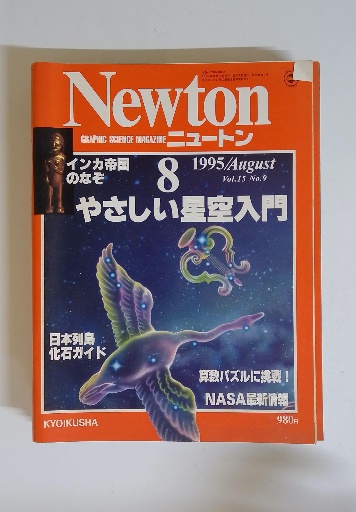 Newton
GRAPHIC SCIENCE MAGAZINE ニュートン
インカ帝国
のなぞ
8
1995/August
Vol.15 No.9
やさしい星空入門
日本列島
化石ガイド
算数パズルに挑戦!
NASA最新情報
KYOIKUSHA
980円